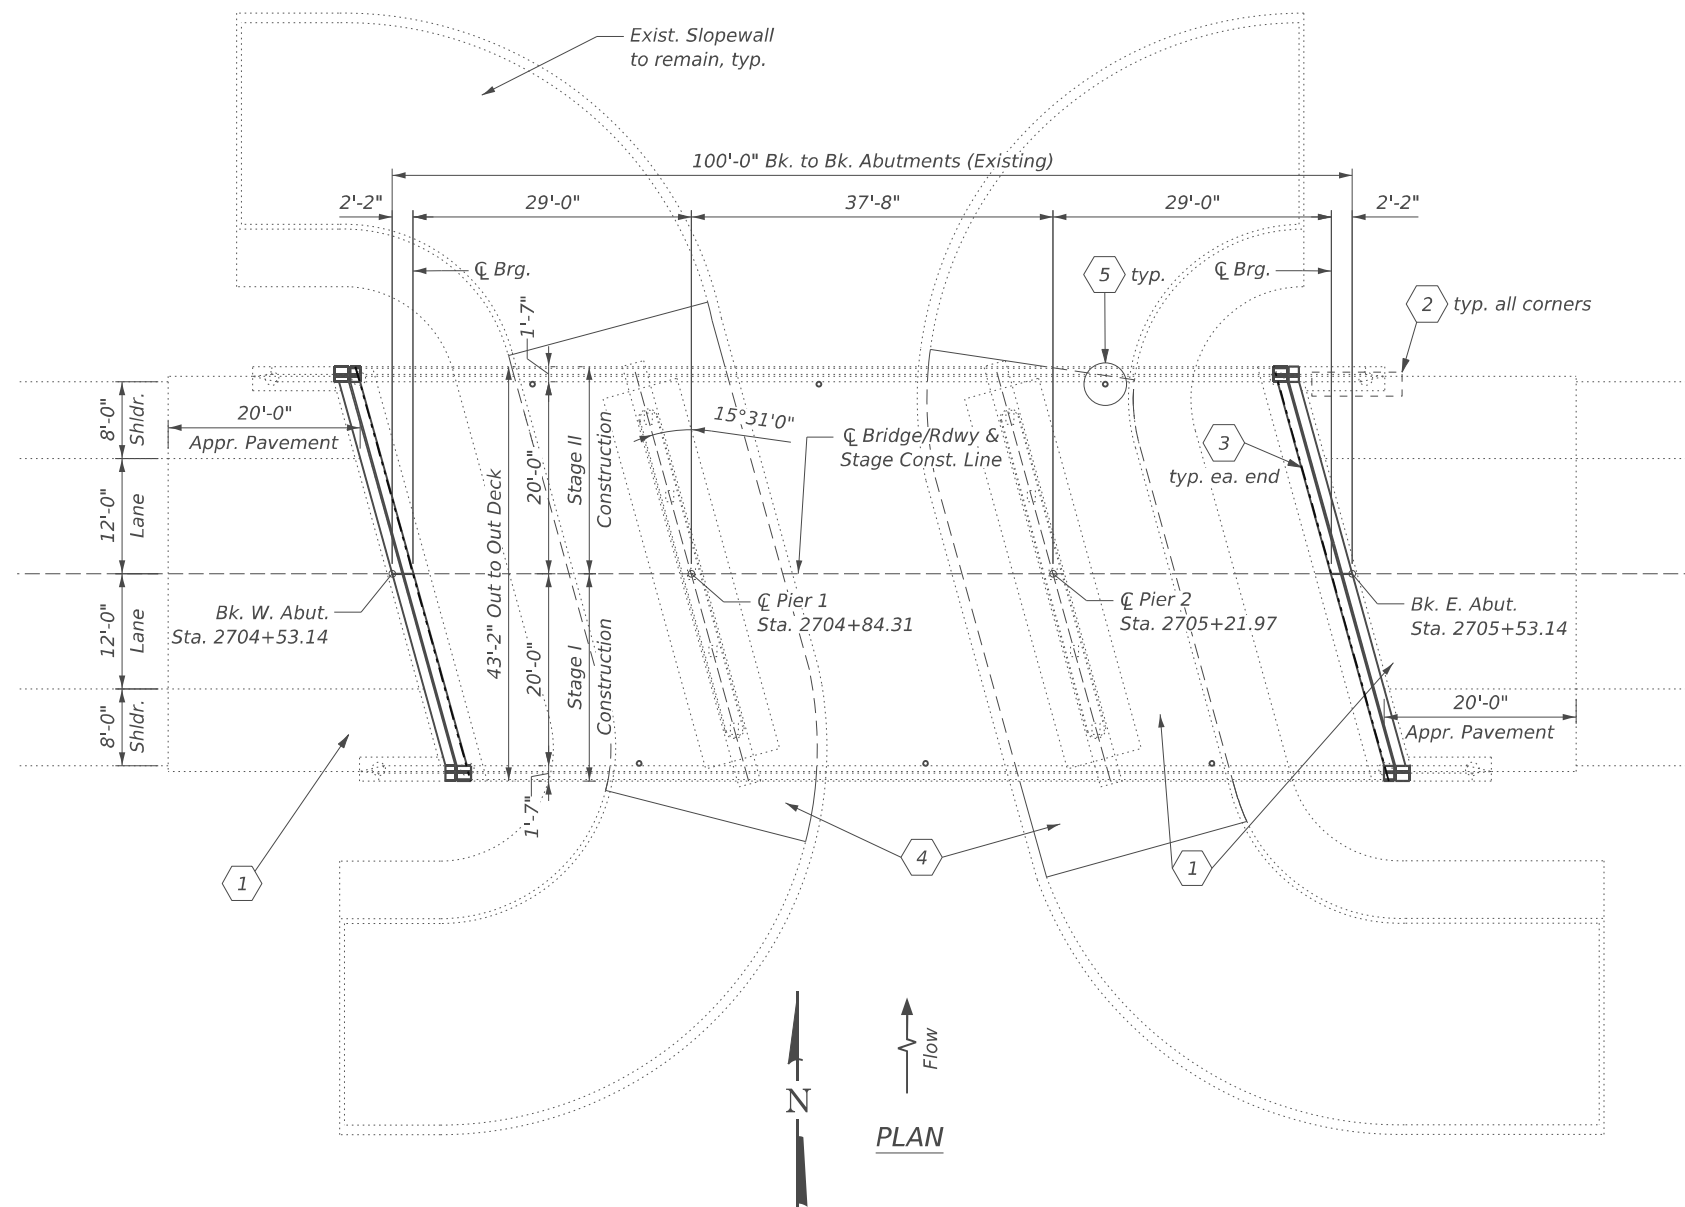 Exist. Slopewall
to remain, typ.
100'-0" Bk. to Bk. Abutments (Existing)
2'-2"
29'-0"
37'-8"
29'-0"
2'-2"
℄ Brg.
5
typ.
℄ Brg.
2
typ. all corners
1'-7"
8'-0"
Shldr.
20'-0"
Appr. Pavement
15°31'0"
℄ Bridge/Rdwy &
Stage Const. Line
3
typ. ea. end
12'-0"
Lane
43'-2" Out to Out Deck
20'-0"
Stage II
Construction
12'-0"
Lane
Bk. W. Abut.
Sta. 2704+53.14
20'-0"
Stage I
Construction
℄ Pier 1
Sta. 2704+84.31
℄ Pier 2
Sta. 2705+21.97
Bk. E. Abut.
Sta. 2705+53.14
8'-0"
Shldr.
20'-0"
Appr. Pavement
1'-7"
1
4
1
N
Flow
PLAN